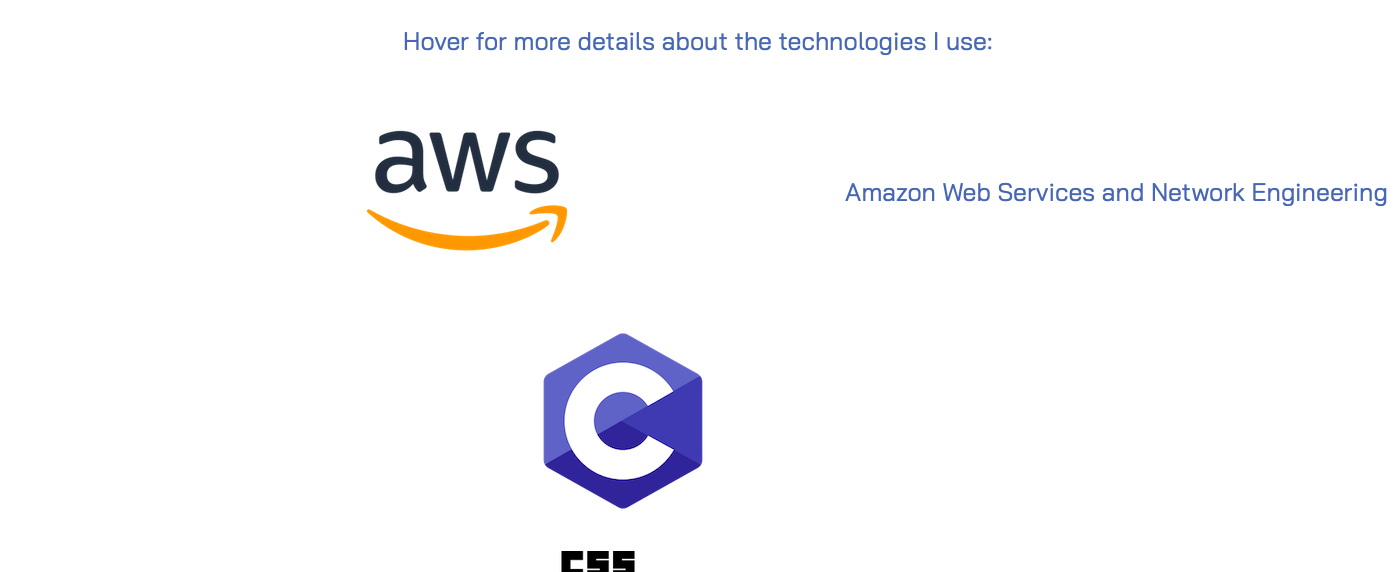 Hover for more details about the technologies I use:
aws
Amazon Web Services and Network Engineering
C
CSS